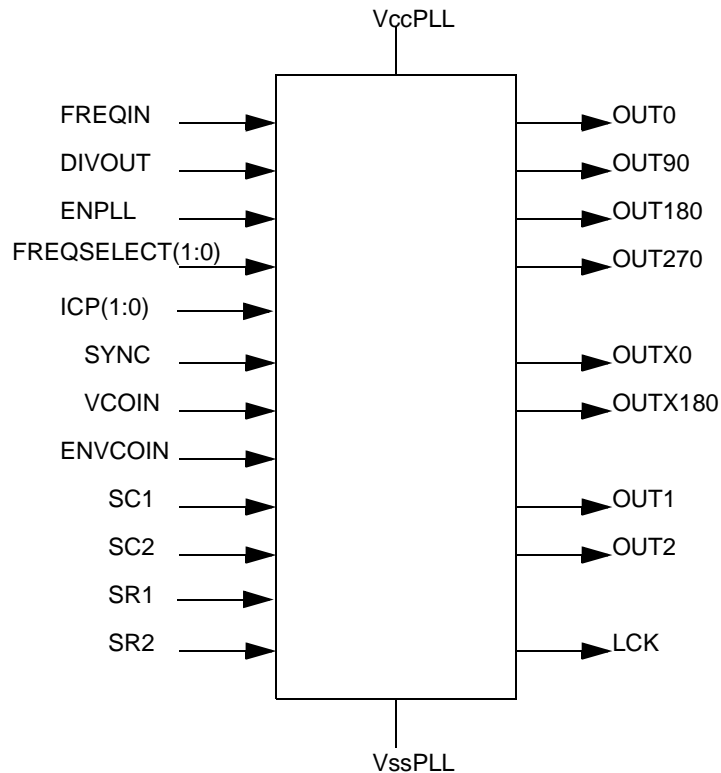 VccPLL
FREQIN
DIVOUT
ENPLL
FREQSELECT(1:0)
ICP(1:0)
SYNC
VCOIN
ENVCOIN
SC1
SC2
SR1
SR2
OUT0
OUT90
OUT180
OUT270
OUTX0
OUTX180
OUT1
OUT2
LCK
VssPLL